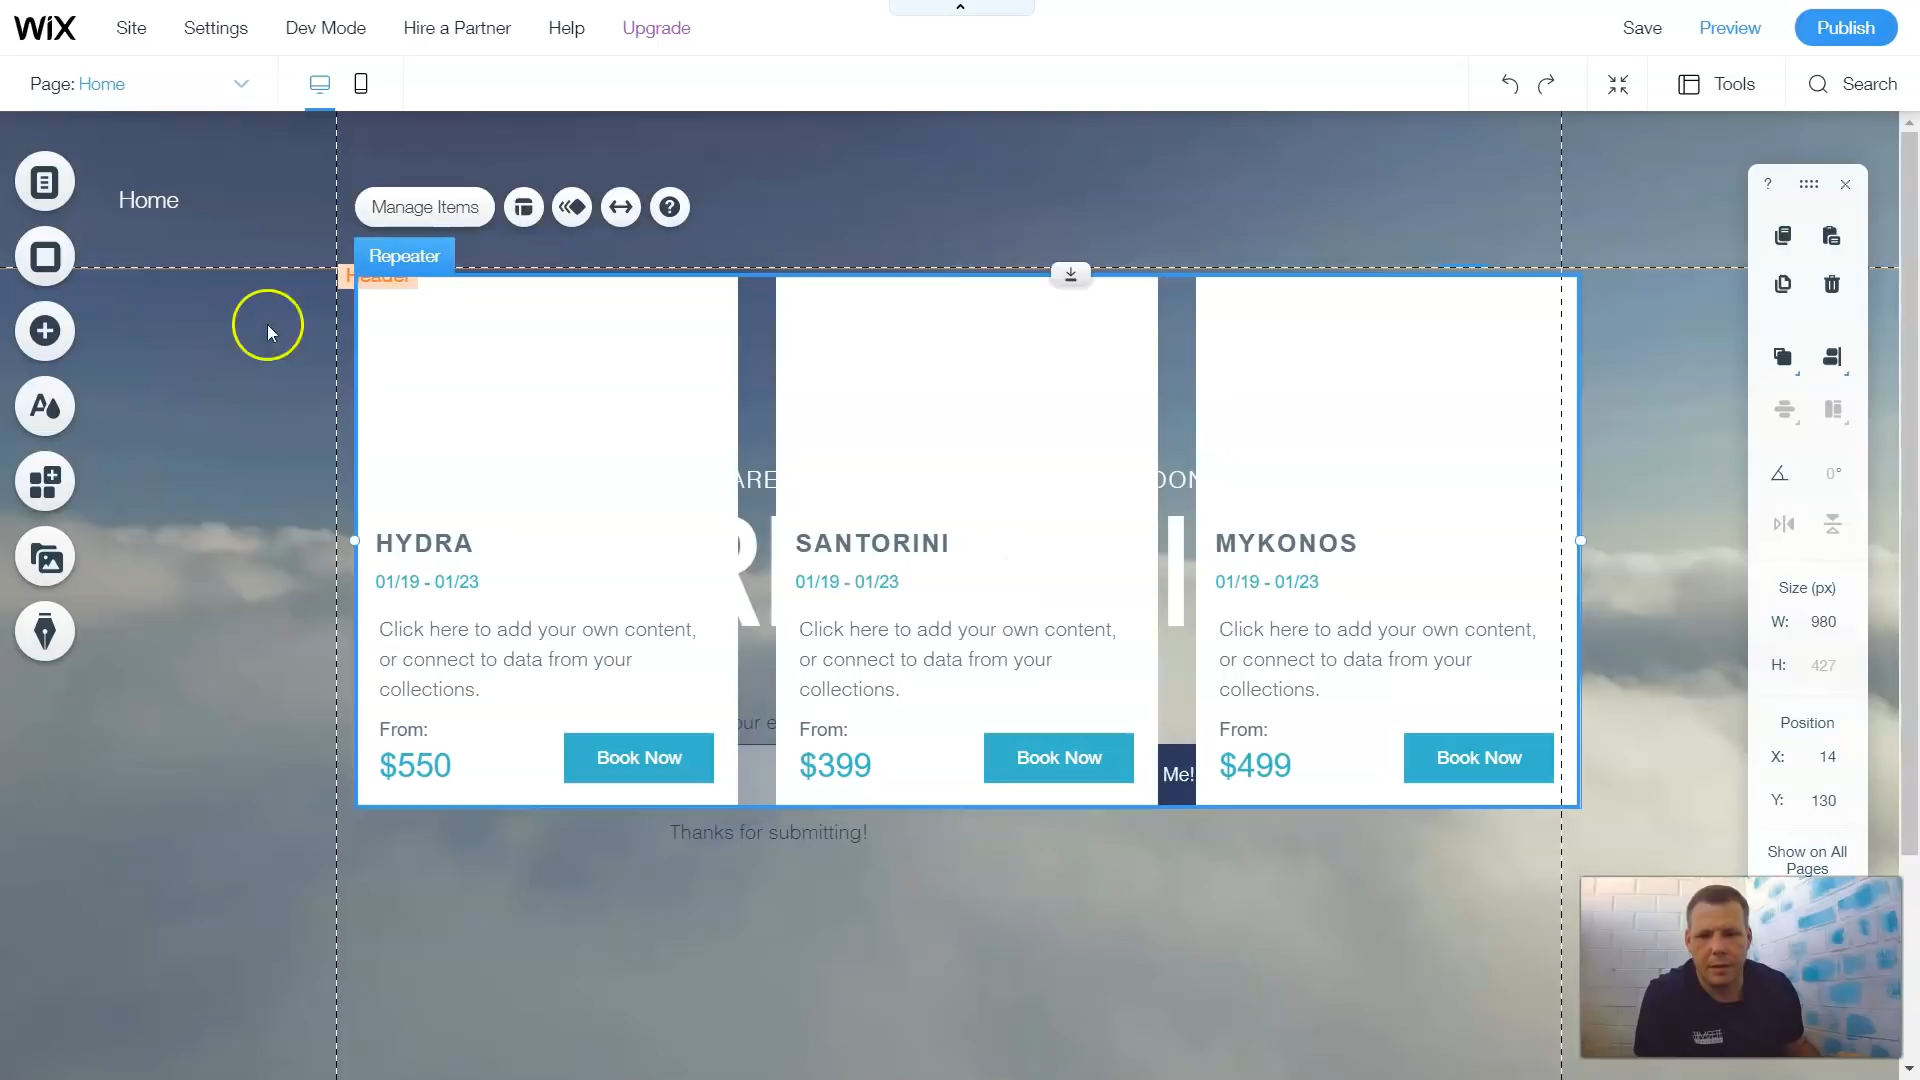 WiX Site Settings Dev Mode Hire a Partner Help Upgrade Save Preview Publish
Page: Home Tools Search
Home
Manage Items ?
?
Repeater
Header
ARE DON
HYDRA SANTORINI MYKONOS
01/19 - 01/23 01/19 - 01/23 01/19 - 01/23
Click here to add your own content, Click here to add your own content, Click here to add your own content,
or connect to data from your or connect to data from your or connect to data from your
collections. collections. collections.
our e
From: From: From:
$550 Book Now $399 Book Now Me! $499 Book Now
Thanks for submitting!
0°
Size (px)
W: 980
H: 427
Position
X: 14
Y: 130
Show on All
Pages